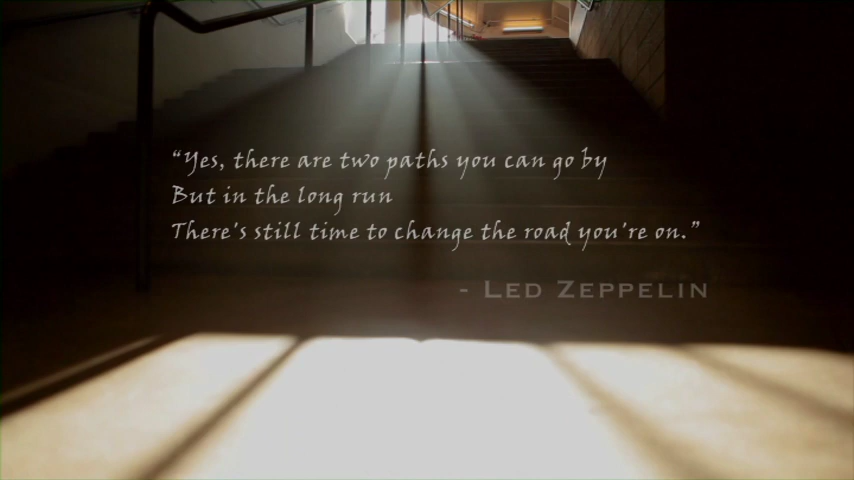 “Yes, there are two paths you can go by
But in the long run
There's still time to change the road you're on.”
- LED ZEPPELIN